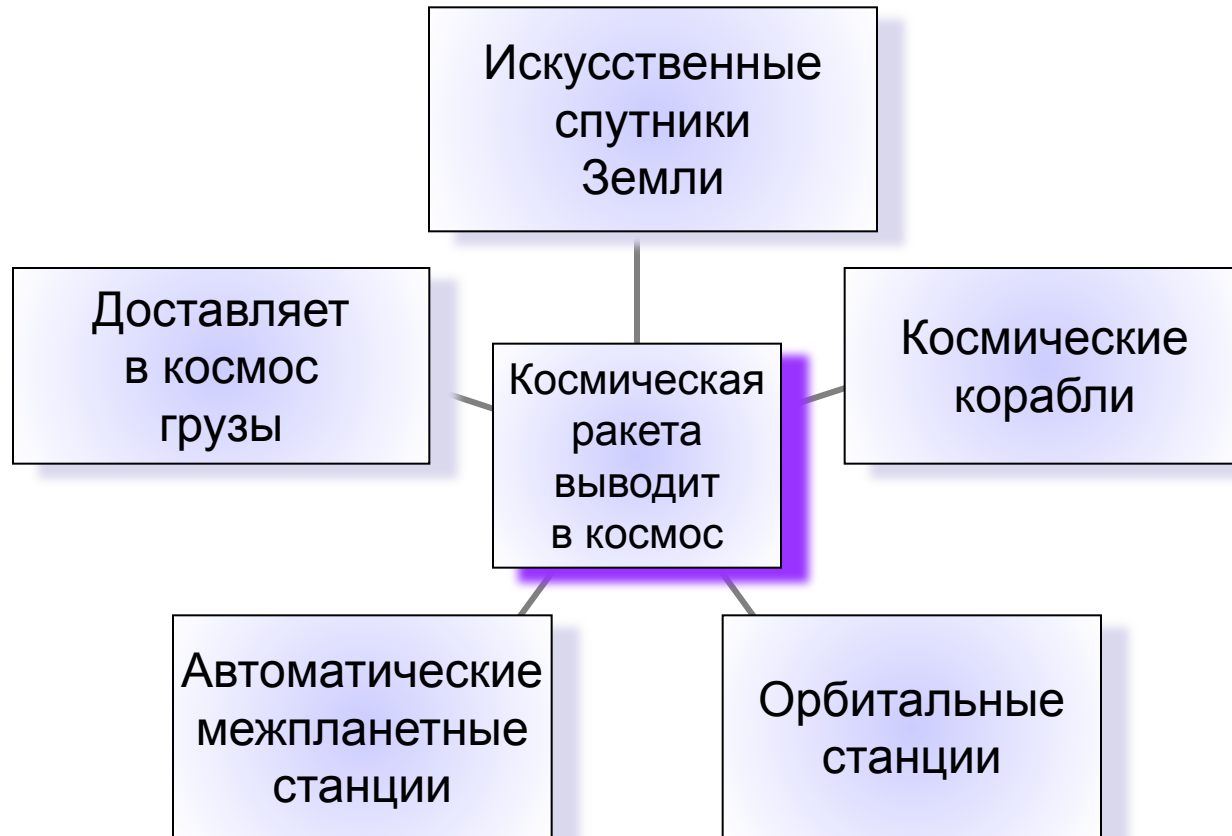 Искусственные
спутники
Земли
Доставляет
в космос
грузы
Космическая
ракета
выводит
в космос
Космические
корабли
Автоматические
межпланетные
станции
Орбитальные
станции